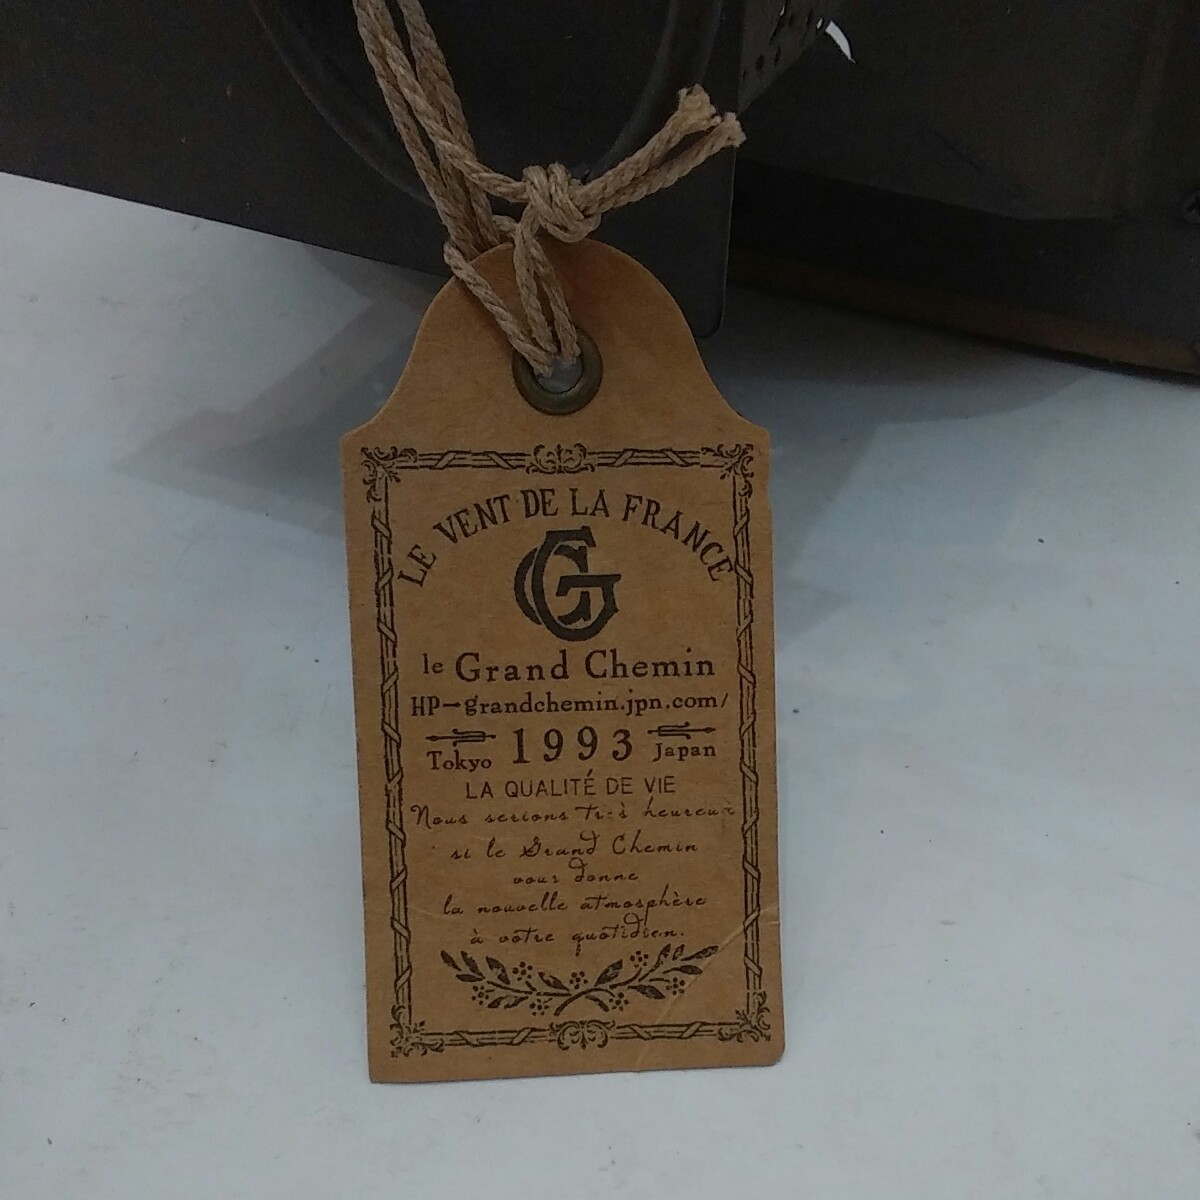 LE VENT DE LA FRANCE
G
le Grand Chemin
HP-grandchemin.jpn.com/
Tokyo 1993 Japan
LA QUALITÉ DE VIE
Nous serions très heureux
si le Grand Chemin
vous donne
la nouvelle atmosphère
à votre quotidien.